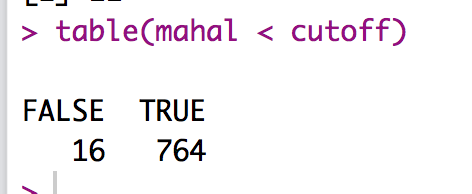 > table(mahal < cutoff)
FALSE TRUE
16 764
>